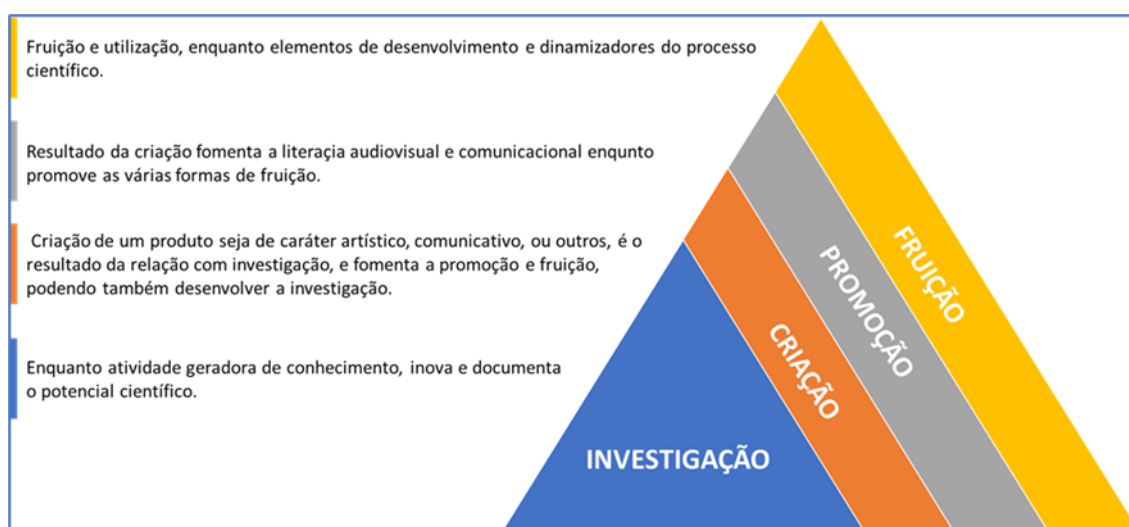 Fruição e utilização, enquanto elementos de desenvolvimento e dinamizadores do processo
científico.
Resultado da criação fomenta a literaçia audiovisual e comunicacional enqunto
promove as várias formas de fruição.
Criação de um produto seja de caráter artístico, comunicativo, ou outros, é o
resultado da relação com investigação, e fomenta a promoção e fruição,
podendo também desenvolver a investigação.
Enquanto atividade geradora de conhecimento, inova e documenta
o potencial científico.
FRUIÇÃO
PROMOÇÃO
CRIAÇÃO
INVESTIGAÇÃO